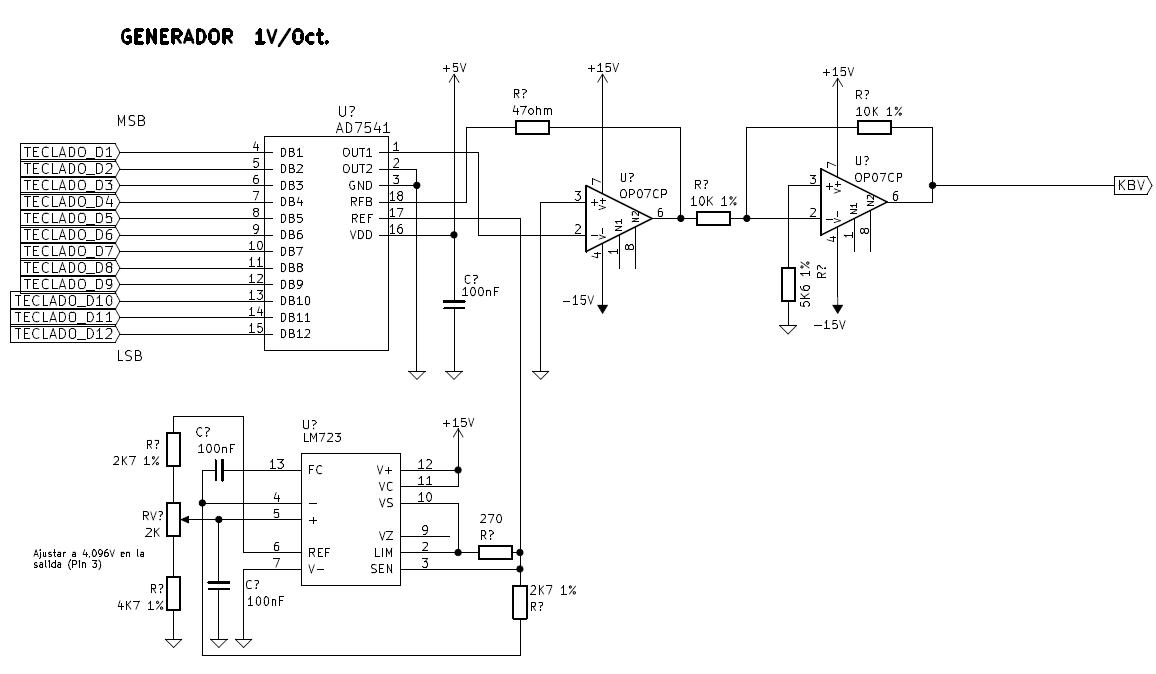 GENERADOR 1V/Oct.
MSB
TECLADO_D1
TECLADO_D2
TECLADO_D3
TECLADO_D4
TECLADO_D5
TECLADO_D6
TECLADO_D7
TECLADO_D8
TECLADO_D9
TECLADO_D10
TECLADO_D11
TECLADO_D12
LSB
U?
AD7541
4 DB1 OUT1 1
5 DB2 OUT2 2
6 DB3 GND 3
7 DB4 RFB 18
8 DB5 REF 17
9 DB6 VDD 16
10 DB7
11 DB8
12 DB9
13 DB10
14 DB11
15 DB12
+5V
C?
100nF
R?
47ohm
+15V
U?
OP07CP
3 + V+ 7
2 - V- 4
N1 1
N2 8
6
-15V
R?
10K 1%
+15V
R?
10K 1%
U?
OP07CP
3 + V+ 7
2 - V- 4
N1 1
N2 8
6
5K6 1%
R?
-15V
KBV
R?
2K7 1%
RV?
2K
Ajustar a 4,096V en la
salida (Pin 3)
R?
4K7 1%
C?
100nF
C?
100nF
U?
LM723
13 FC V+ 12
VC 11
4 - VS 10
5 +
VZ 9
6 REF LIM 2
7 V- SEN 3
+15V
270
R?
2K7 1%
R?